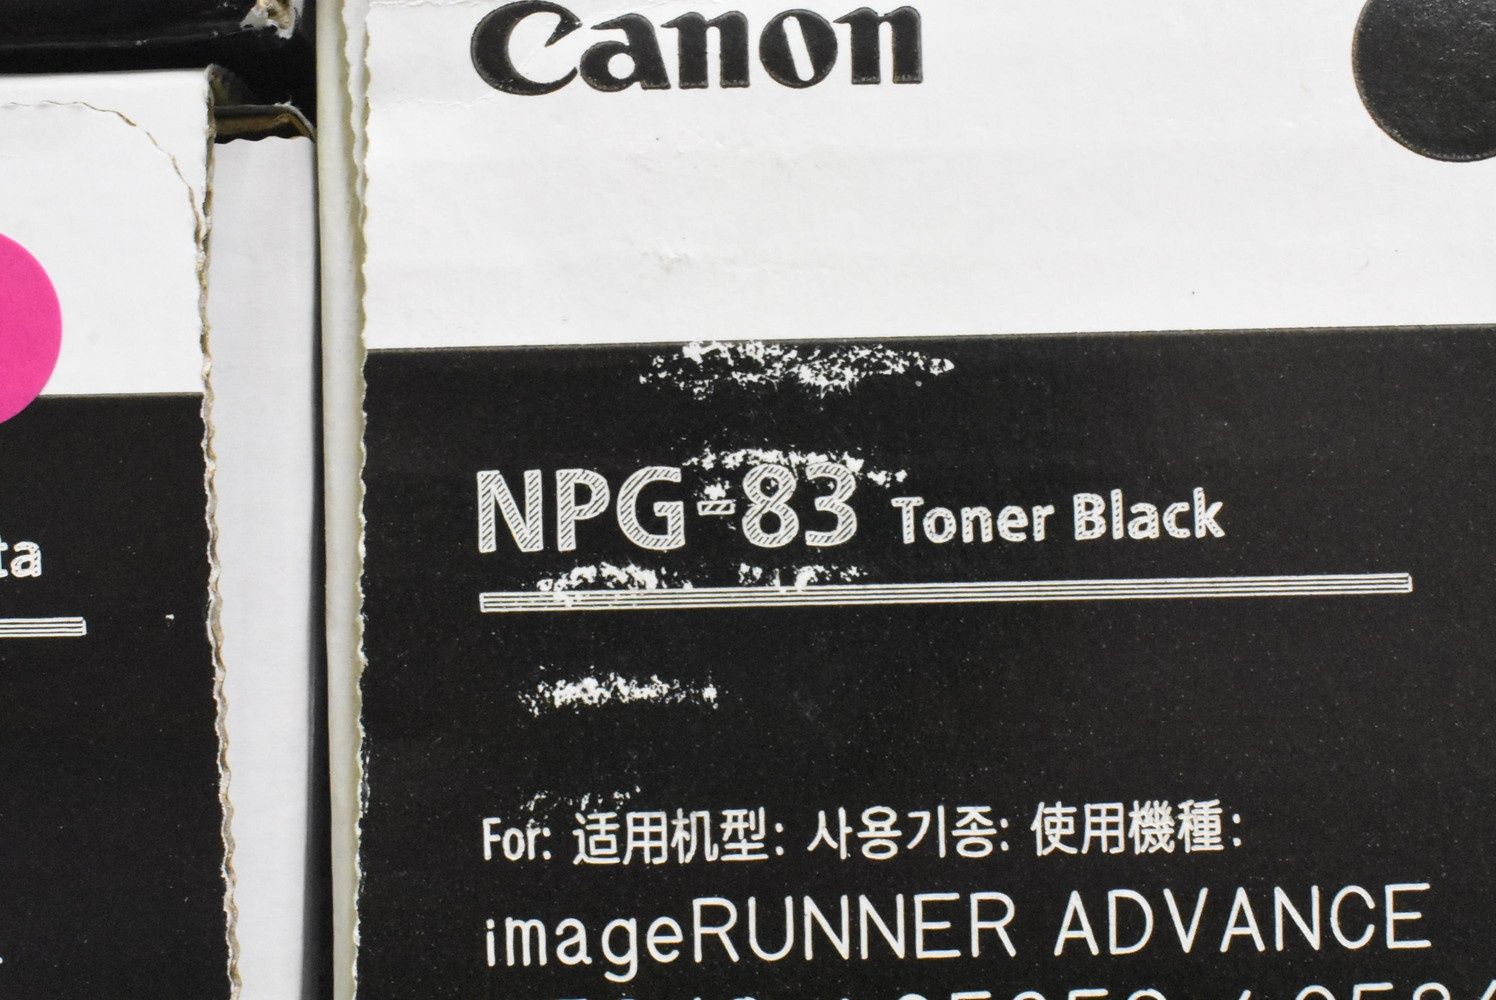 Canon
NPG-83 Toner Black
ta
For: 适用机型: 사용기종: 使用機種:
imageRUNNER ADVANCE